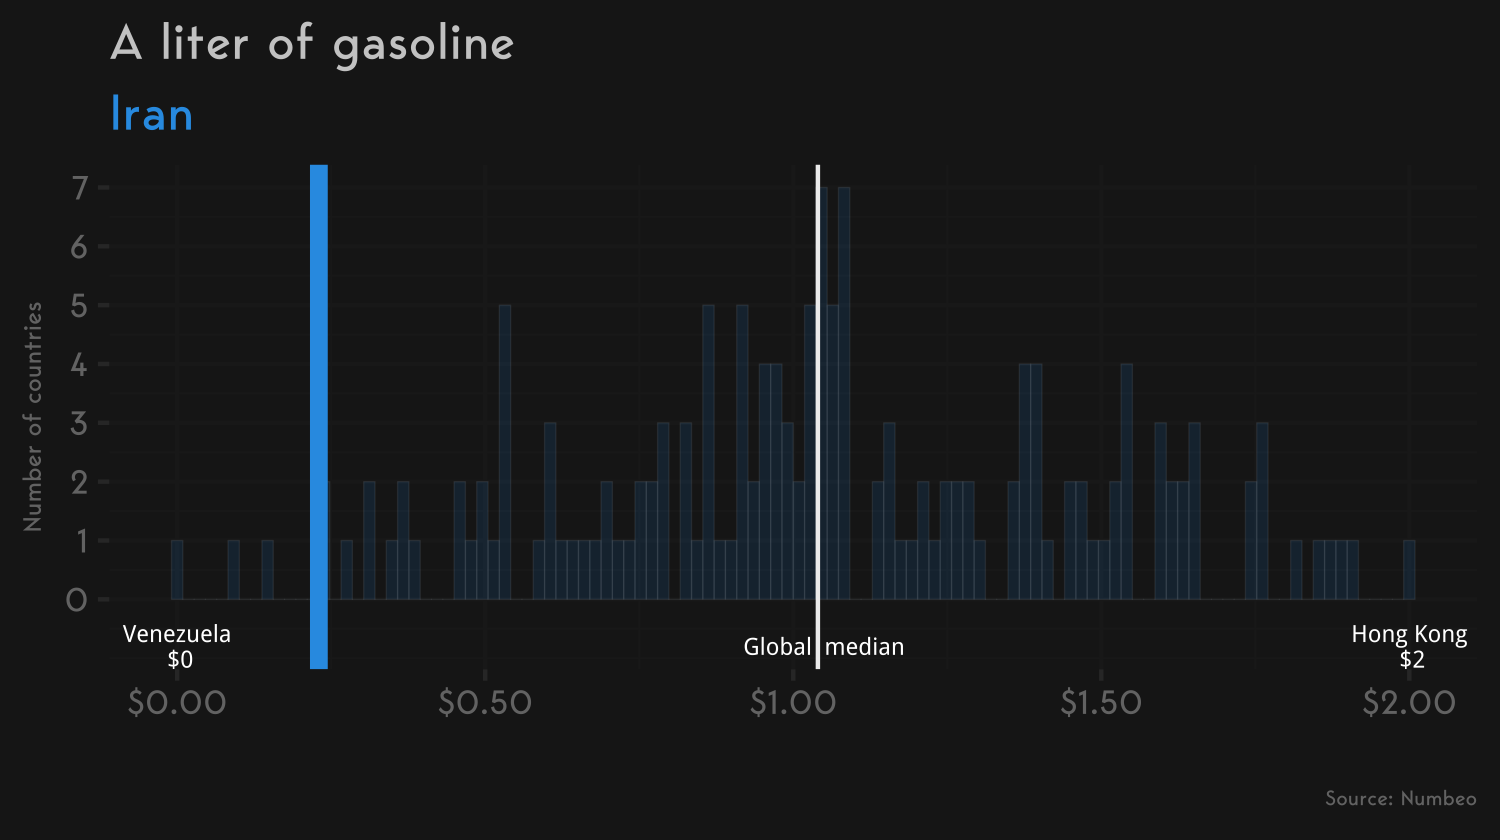 A liter of gasoline
Iran
Number of countries
7
6
5
4
3
2
1
0
Venezuela
$0
Global median
Hong Kong
$2
$0.00 $0.50 $1.00 $1.50 $2.00
Source: Numbeo